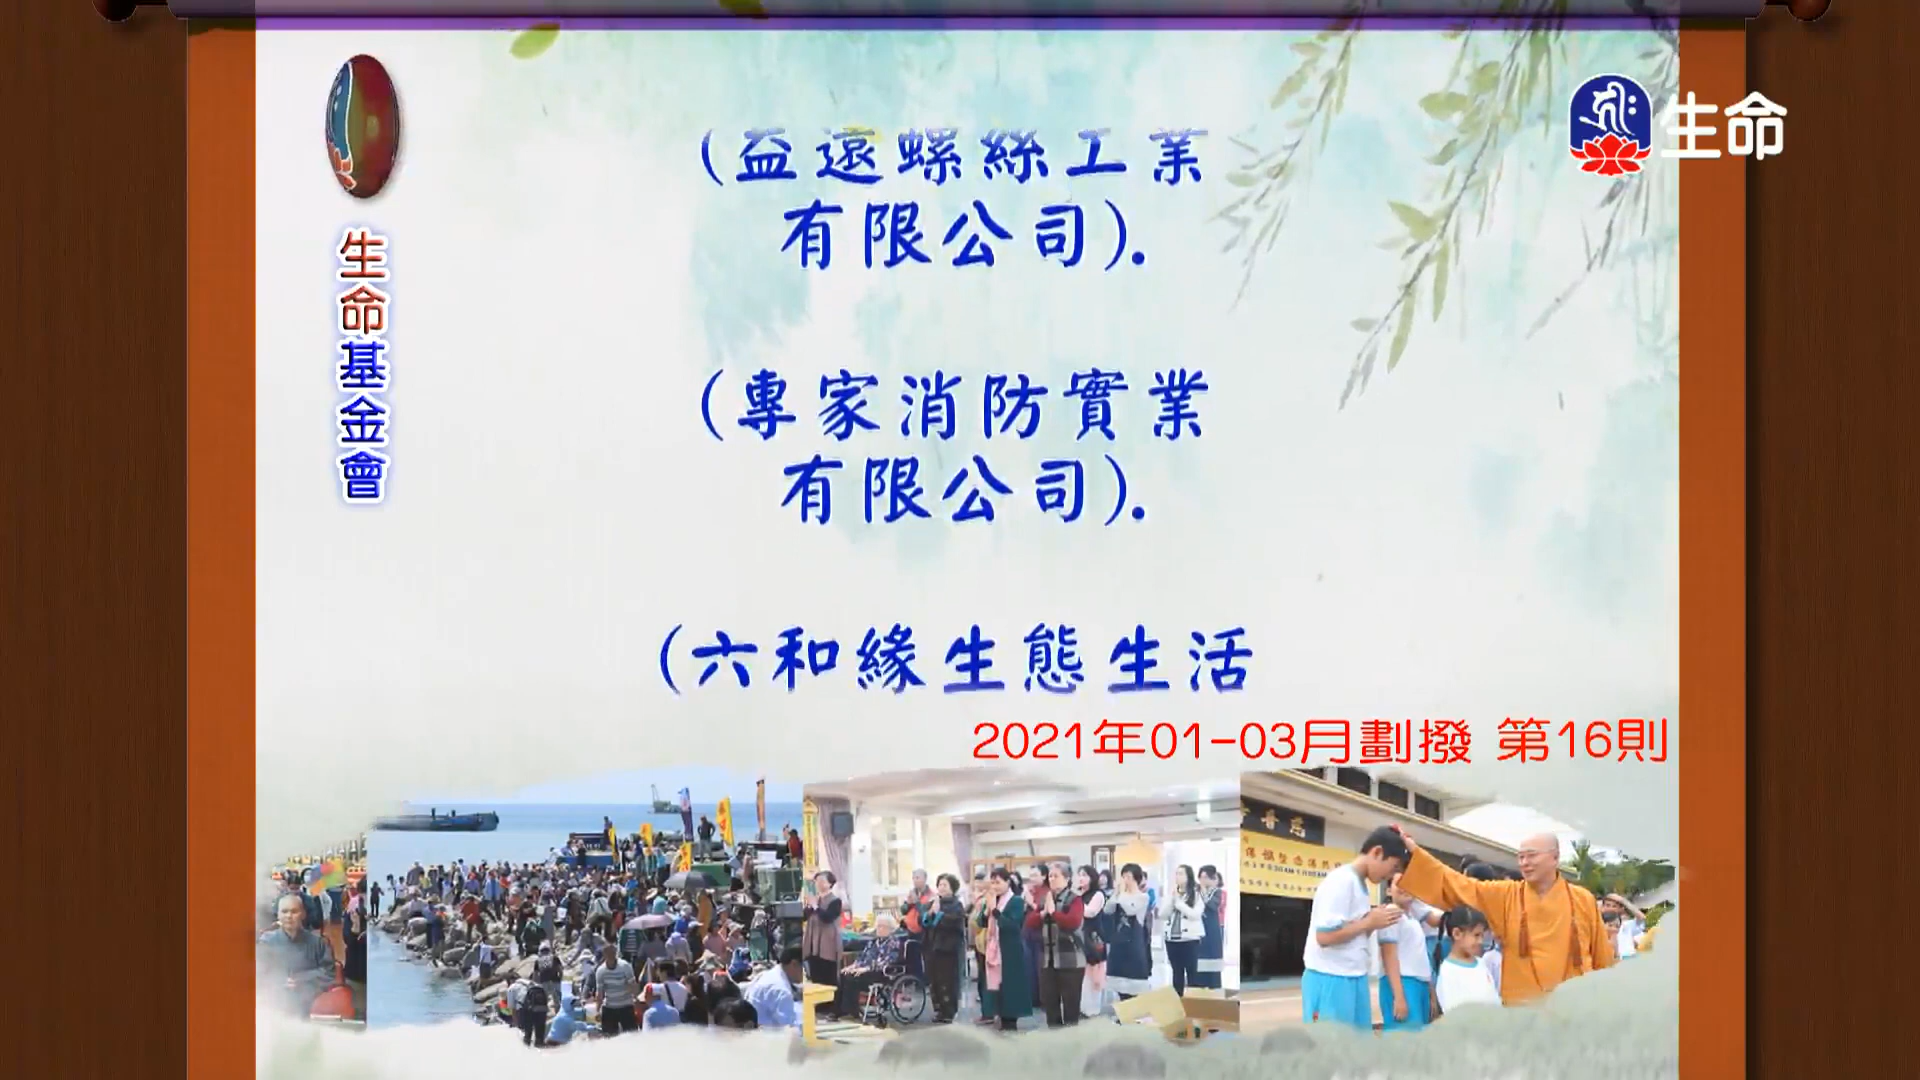 生命
生命基金會
(益遠螺絲工業
有限公司).
(專家消防實業
有限公司).
(六和緣生態生活
2021年01-03月劃撥 第16則